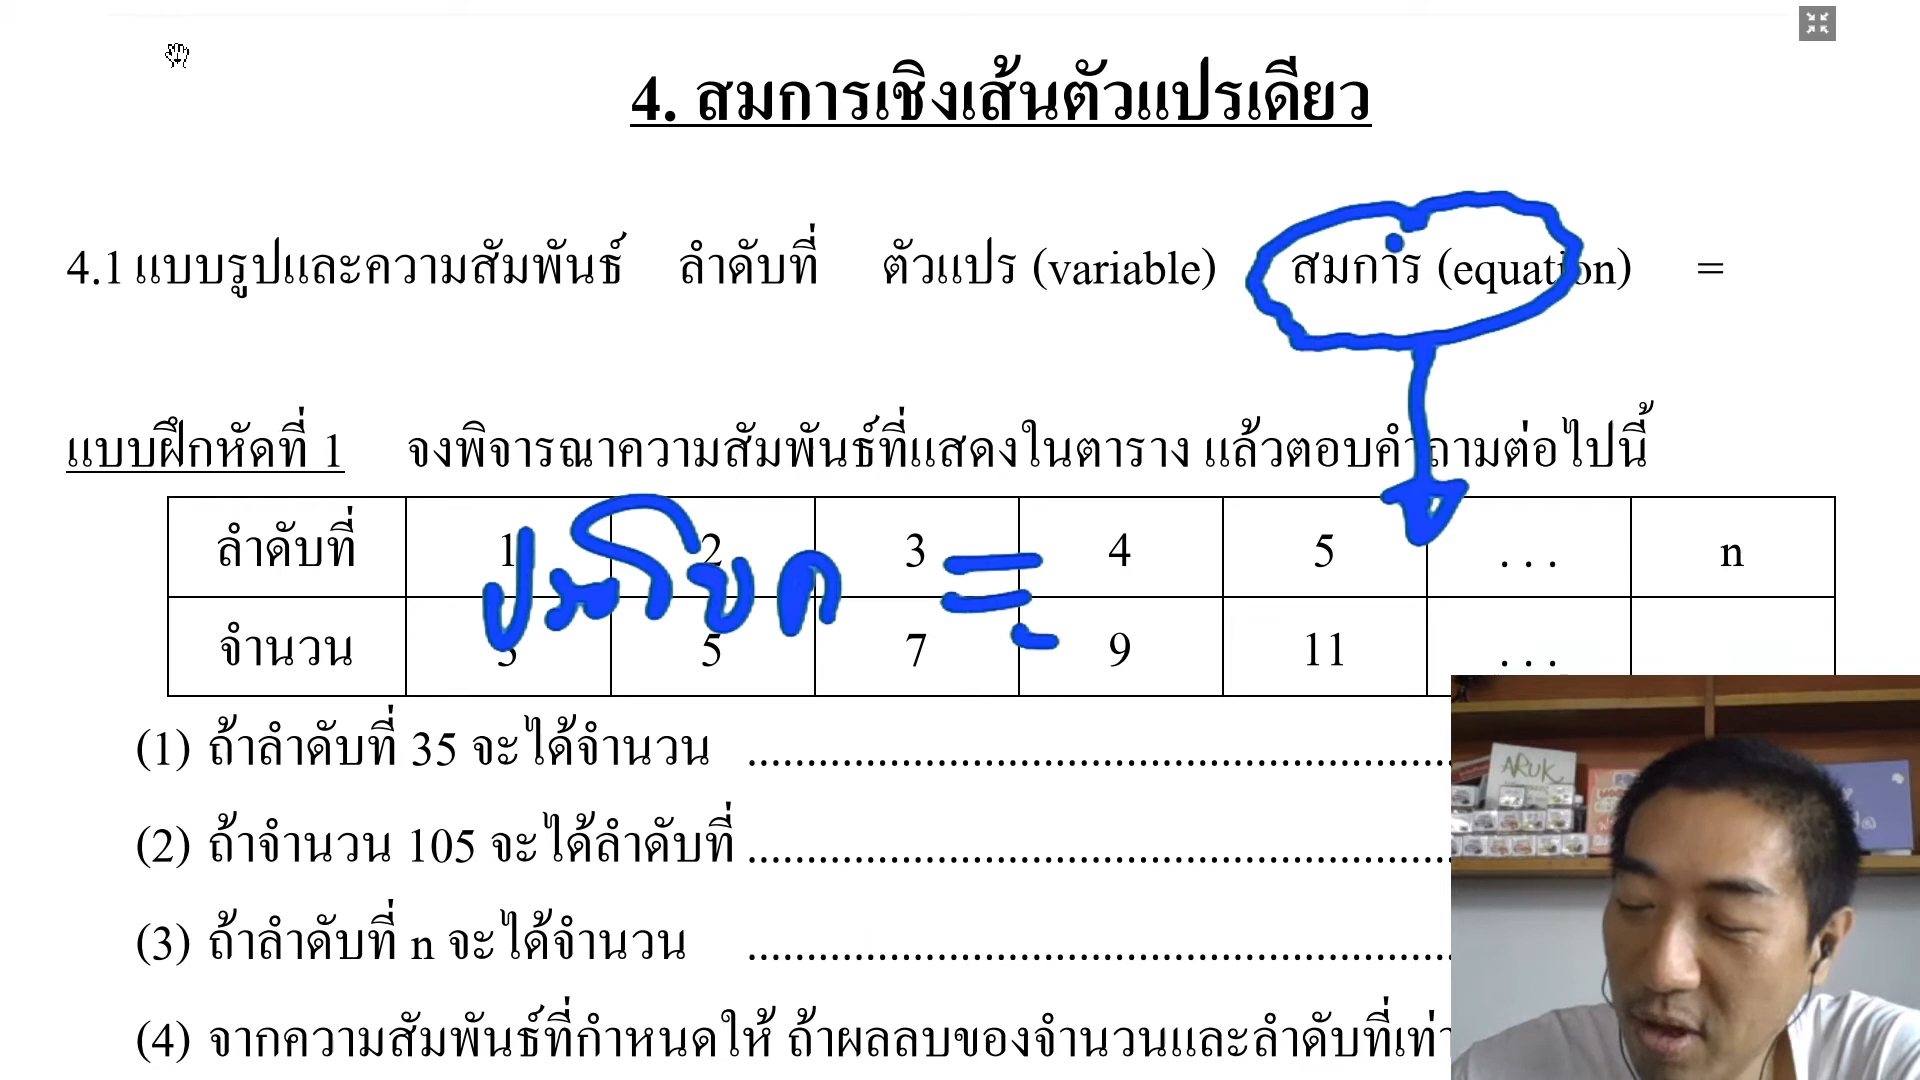 4. สมการเชิงเส้นตัวแปรเดียว
4.1 แบบรูปและความสัมพันธ์ ลำดับที่ ตัวแปร (variable) สมการ (equation) =
แบบฝึกหัดที่ 1 จงพิจารณาความสัมพันธ์ที่แสดงในตาราง แล้วตอบคำถามต่อไปนี้
ลำดับที่ 1 2 3 4 5 . . . n
ประโยค =
จำนวน 3 5 7 9 11 . . .
(1) ถ้าลำดับที่ 35 จะได้จำนวน ............................................................
(2) ถ้าจำนวน 105 จะได้ลำดับที่ ............................................................
(3) ถ้าลำดับที่ n จะได้จำนวน ............................................................
(4) จากความสัมพันธ์ที่กำหนดให้ ถ้าผลลบของจำนวนและลำดับที่เท่า
ARUK